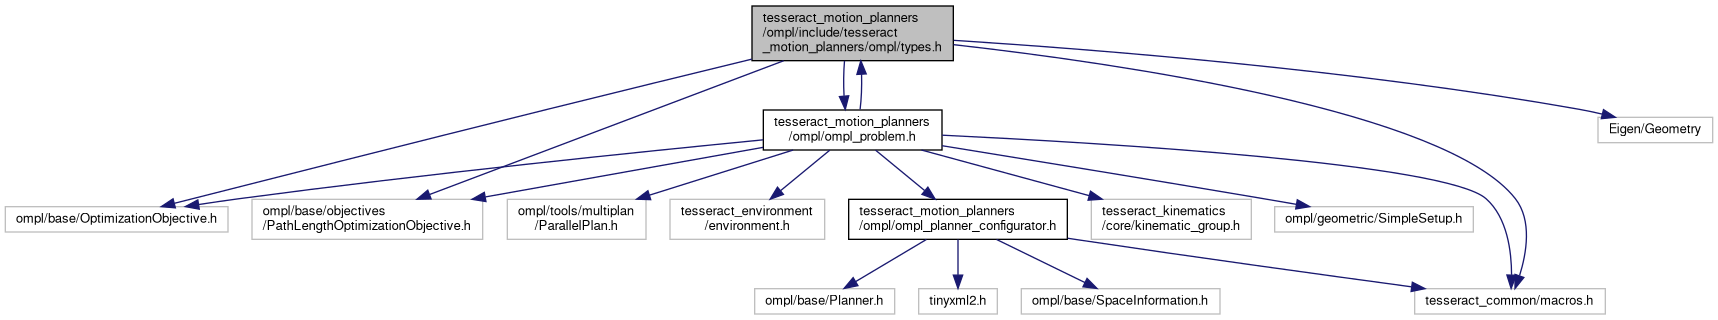 tesseract_motion_planners
/ompl/include/tesseract
_motion_planners/ompl/types.h
tesseract_motion_planners
/ompl/ompl_problem.h
Eigen/Geometry
ompl/base/OptimizationObjective.h
ompl/base/objectives
/PathLengthOptimizationObjective.h
ompl/tools/multiplan
/ParallelPlan.h
tesseract_environment
/environment.h
tesseract_motion_planners
/ompl/ompl_planner_configurator.h
tesseract_kinematics
/core/kinematic_group.h
ompl/geometric/SimpleSetup.h
ompl/base/Planner.h
tinyxml2.h
ompl/base/SpaceInformation.h
tesseract_common/macros.h